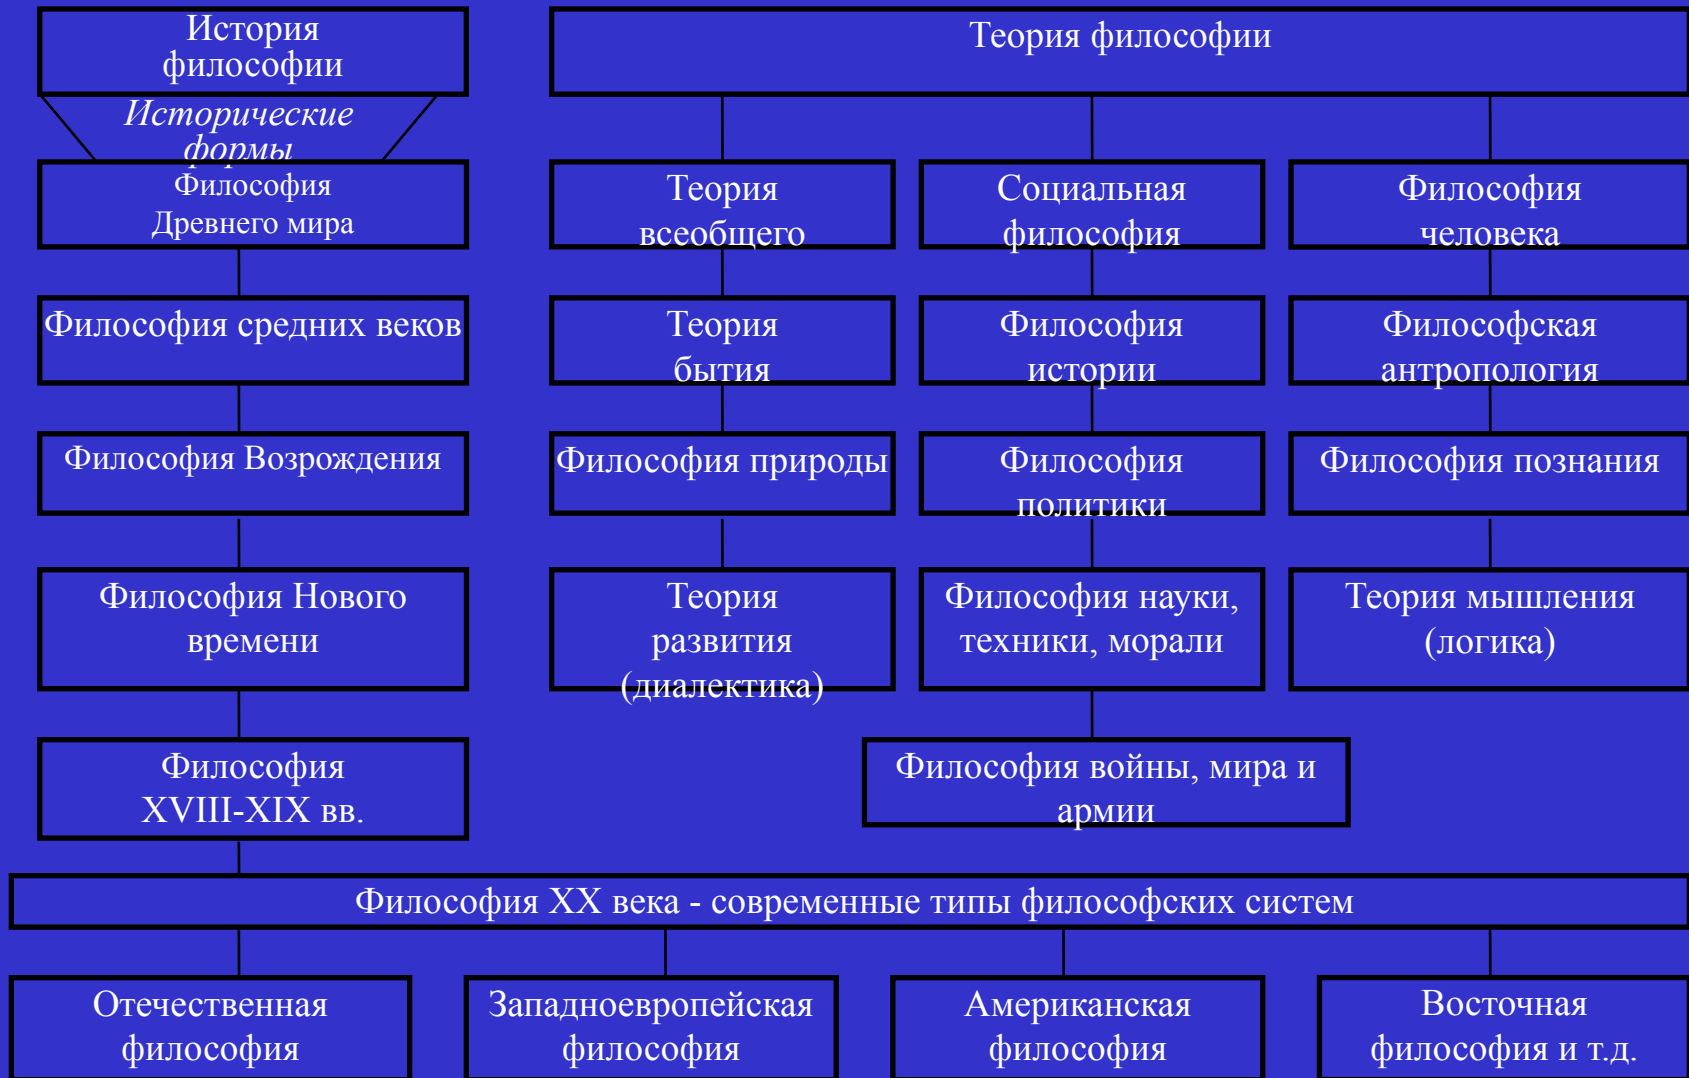 История
философии
Теория философии
Исторические
формы
Философия
Древнего мира
Теория
всеобщего
Социальная
философия
Философия
человека
Философия средних веков
Теория
бытия
Философия
истории
Философская
антропология
Философия Возрождения
Философия природы
Философия
политики
Философия познания
Философия Нового
времени
Теория
развития
(диалектика)
Философия науки,
техники, морали
Теория мышления
(логика)
Философия
XVIII-XIX вв.
Философия войны, мира и
армии
Философия XX века - современные типы философских систем
Отечественная
философия
Западноевропейская
философия
Американская
философия
Восточная
философия и т.д.